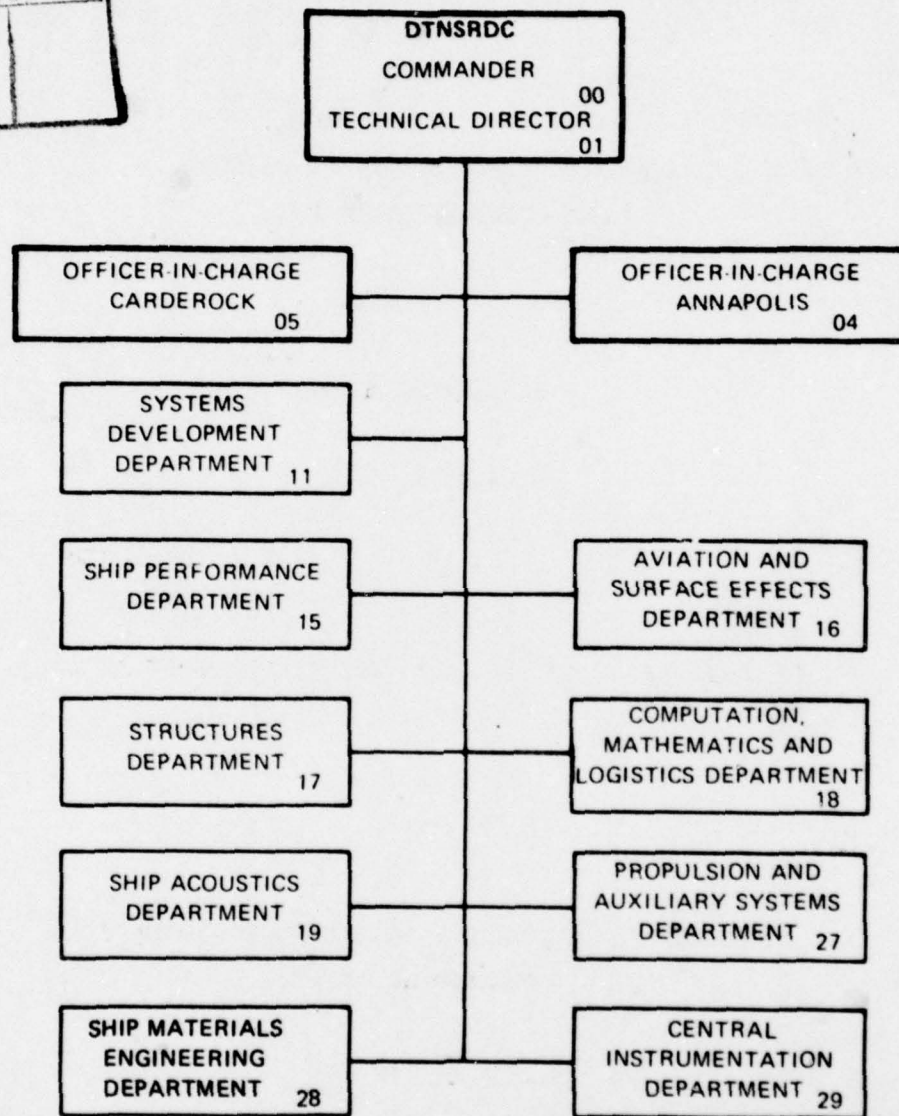 DTNSRDC
COMMANDER
00
TECHNICAL DIRECTOR
01
OFFICER-IN-CHARGE
CARDEROCK
05
OFFICER-IN-CHARGE
ANNAPOLIS
04
SYSTEMS
DEVELOPMENT
DEPARTMENT
11
SHIP PERFORMANCE
DEPARTMENT
15
AVIATION AND
SURFACE EFFECTS
DEPARTMENT
16
STRUCTURES
DEPARTMENT
17
COMPUTATION,
MATHEMATICS AND
LOGISTICS DEPARTMENT
18
SHIP ACOUSTICS
DEPARTMENT
19
PROPULSION AND
AUXILIARY SYSTEMS
DEPARTMENT
27
SHIP MATERIALS
ENGINEERING
DEPARTMENT
28
CENTRAL
INSTRUMENTATION
DEPARTMENT
29